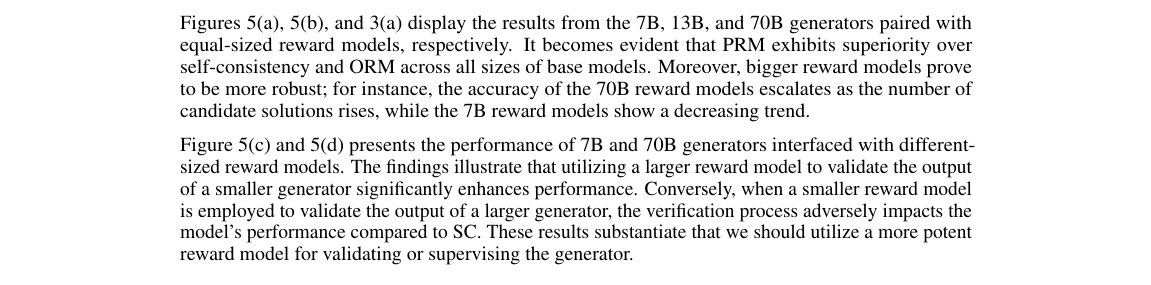 Figures 5(a), 5(b), and 3(a) display the results from the 7B, 13B, and 70B generators paired with
equal-sized reward models, respectively. It becomes evident that PRM exhibits superiority over
self-consistency and ORM across all sizes of base models. Moreover, bigger reward models prove
to be more robust; for instance, the accuracy of the 70B reward models escalates as the number of
candidate solutions rises, while the 7B reward models show a decreasing trend.
Figure 5(c) and 5(d) presents the performance of 7B and 70B generators interfaced with different-
sized reward models. The findings illustrate that utilizing a larger reward model to validate the output
of a smaller generator significantly enhances performance. Conversely, when a smaller reward model
is employed to validate the output of a larger generator, the verification process adversely impacts the
model's performance compared to SC. These results substantiate that we should utilize a more potent
reward model for validating or supervising the generator.